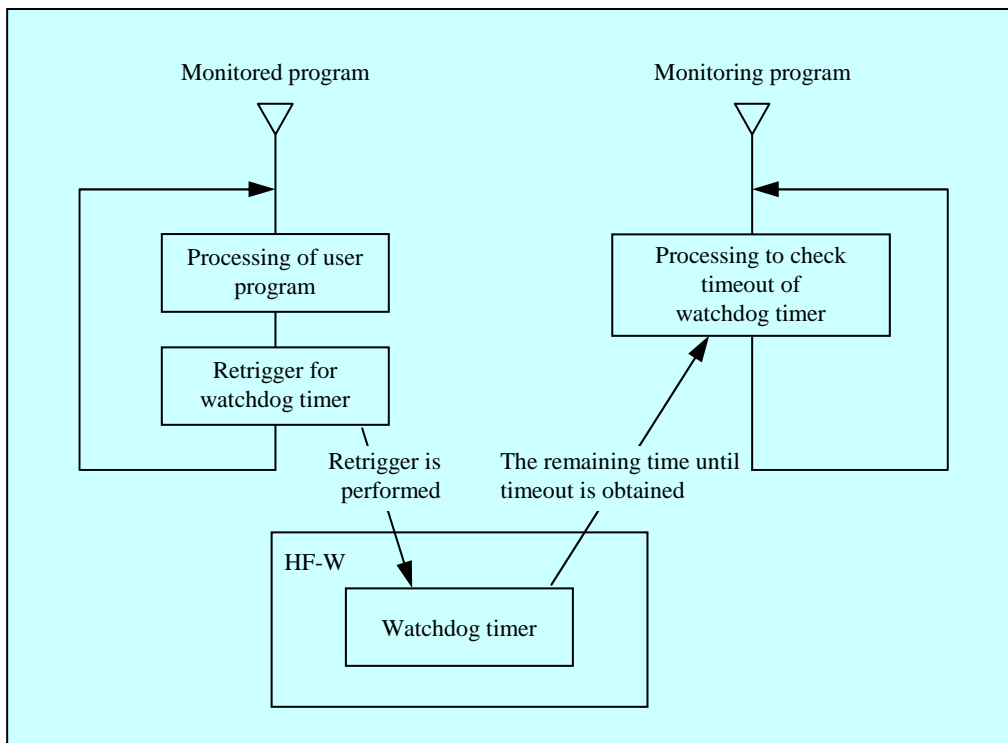 Monitored program
Monitoring program
Processing of user
program
Processing to check
timeout of
watchdog timer
Retrigger for
watchdog timer
Retrigger is
performed
The remaining time until
timeout is obtained
HF-W
Watchdog timer